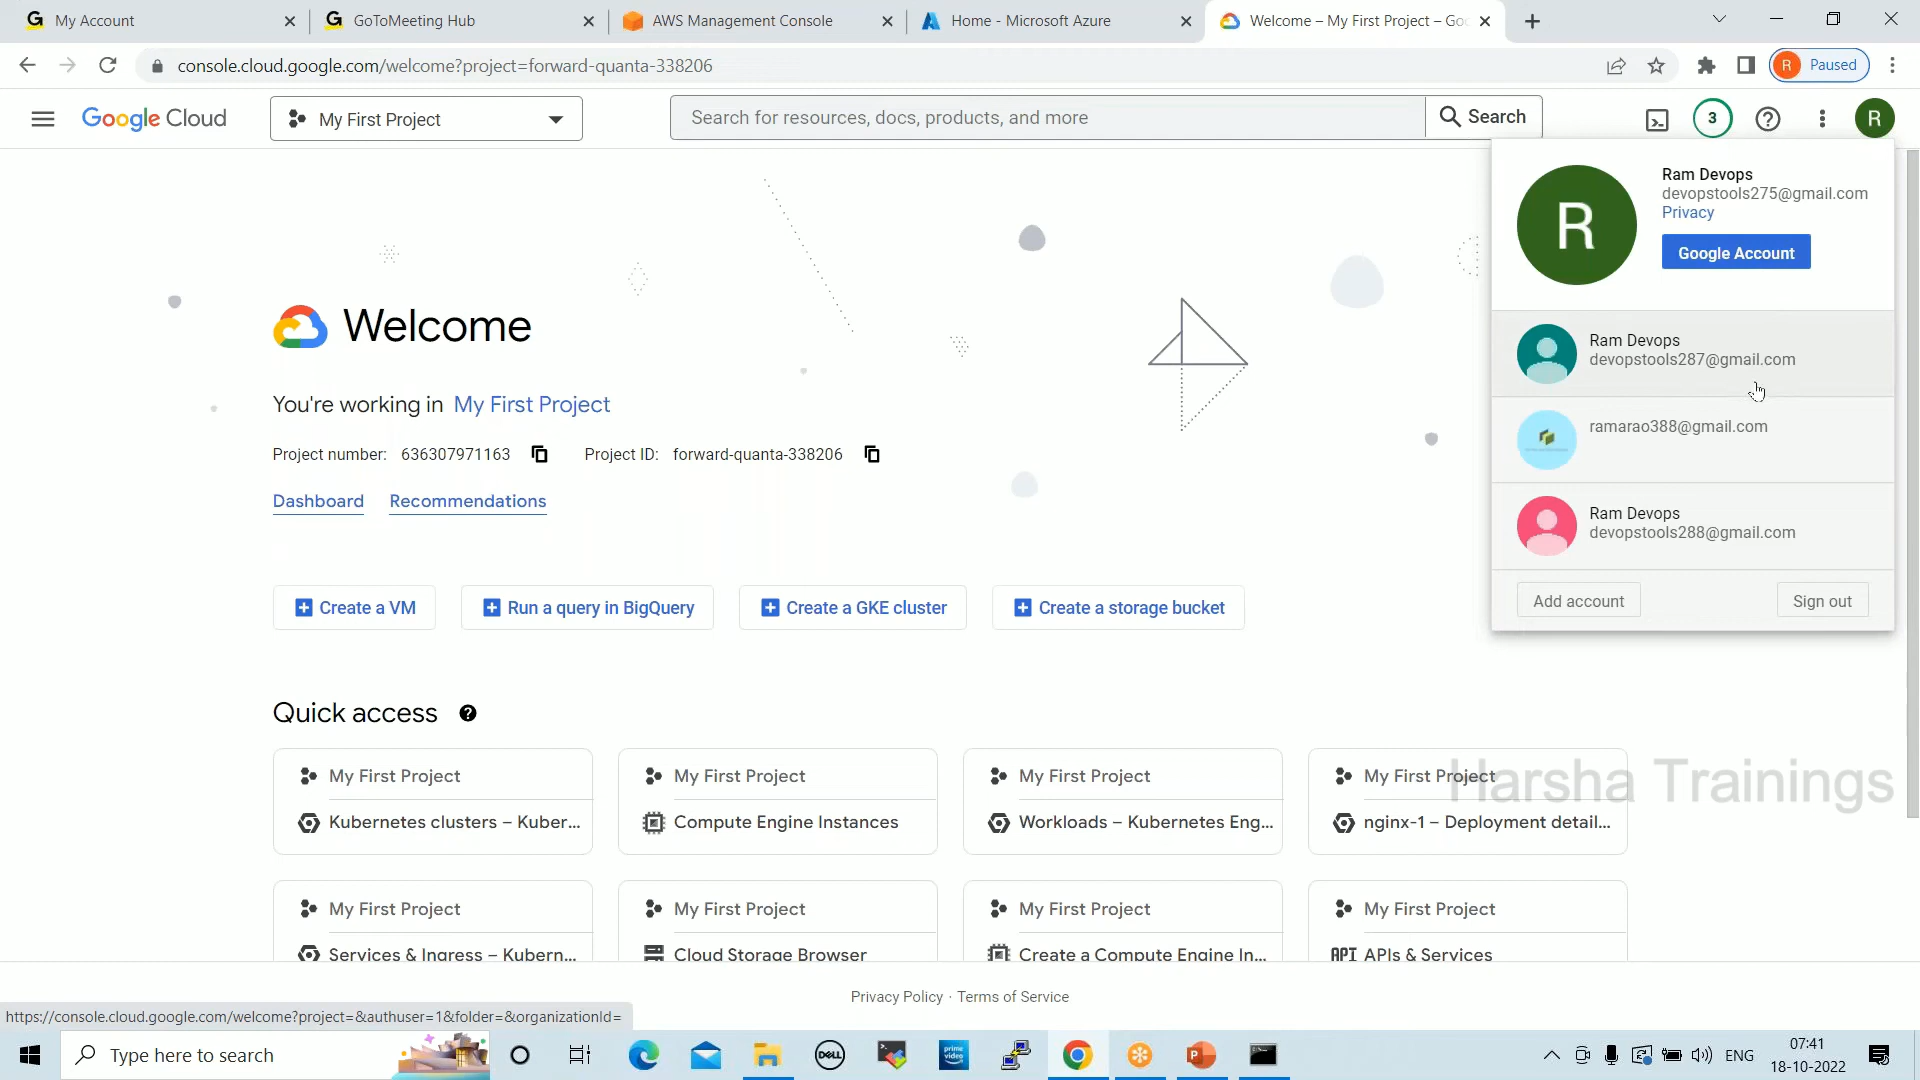 My Account
GoToMeeting Hub
AWS Management Console
Home - Microsoft Azure
Welcome – My First Project – Goo
console.cloud.google.com/welcome?project=forward-quanta-338206
R
Paused
Google Cloud
My First Project
Search for resources, docs, products, and more
Search
3
R
R
Ram Devops
devopstools275@gmail.com
Privacy
Google Account
Ram Devops
devopstools287@gmail.com
ramarao388@gmail.com
Ram Devops
devopstools288@gmail.com
Add account
Sign out
Welcome
You're working in My First Project
Project number: 636307971163
Project ID: forward-quanta-338206
Dashboard
Recommendations
Create a VM
Run a query in BigQuery
Create a GKE cluster
Create a storage bucket
Quick access
My First Project
Kubernetes clusters – Kuber...
My First Project
Compute Engine Instances
My First Project
Workloads – Kubernetes Eng...
My First Project
nginx-1 – Deployment detail...
Harsha Trainings
My First Project
Services & Ingress – Kubern...
My First Project
Cloud Storage Browser
My First Project
Create a Compute Engine In...
My First Project
API APIs & Services
Privacy Policy · Terms of Service
https://console.cloud.google.com/welcome?project=&authuser=1&folder=&organizationId=
Type here to search
DELL
prime video
P
ENG
07:41
18-10-2022